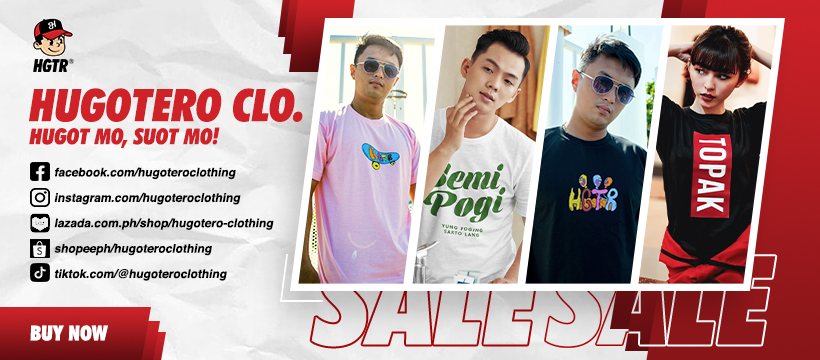 HGTR®
HUGOTERO CLO.
HUGOT MO, SUOT MO!
facebook.com/hugoteroclothing
instagram.com/hugoteroclothing
lazada.com.ph/shop/hugotero-clothing
shopeeph/hugoteroclothing
tiktok.com/@hugoteroclothing
BUY NOW
Semi
Pogi
YUNG POGING
SAKTO LANG
HGTR
TOPAK
SALE SALE